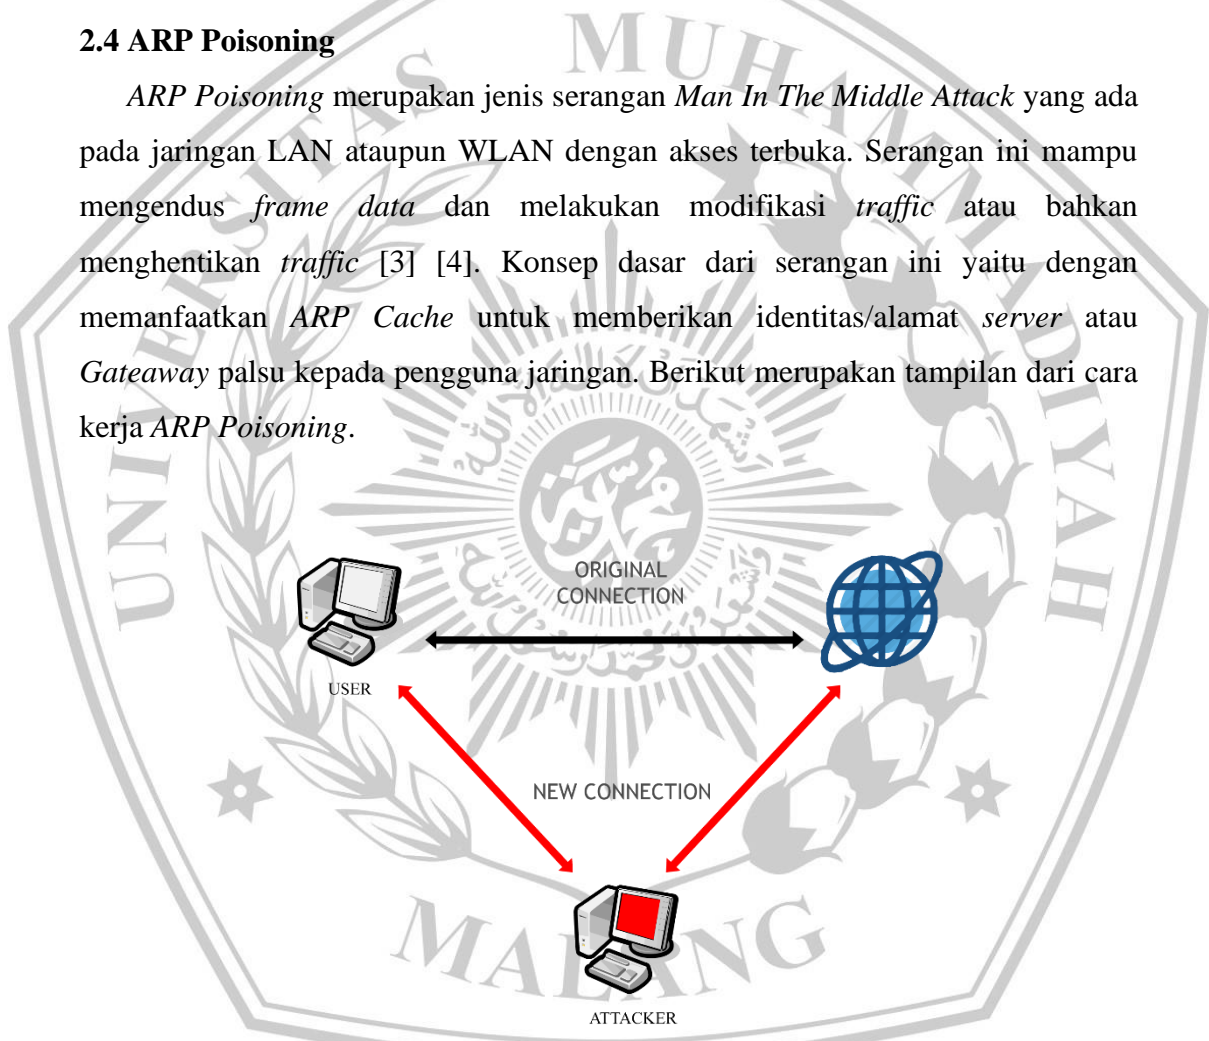 2.4 ARP Poisoning
ARP Poisoning merupakan jenis serangan Man In The Middle Attack yang ada
pada jaringan LAN ataupun WLAN dengan akses terbuka. Serangan ini mampu
mengendus frame data dan melakukan modifikasi traffic atau bahkan
menghentikan traffic [3] [4]. Konsep dasar dari serangan ini yaitu dengan
memanfaatkan ARP Cache untuk memberikan identitas/alamat server atau
Gateaway palsu kepada pengguna jaringan. Berikut merupakan tampilan dari cara
kerja ARP Poisoning.
ORIGINAL
CONNECTION
USER
NEW CONNECTION
ATTACKER
UNIVERSITAS MUHAMMADIYAH
MALANG